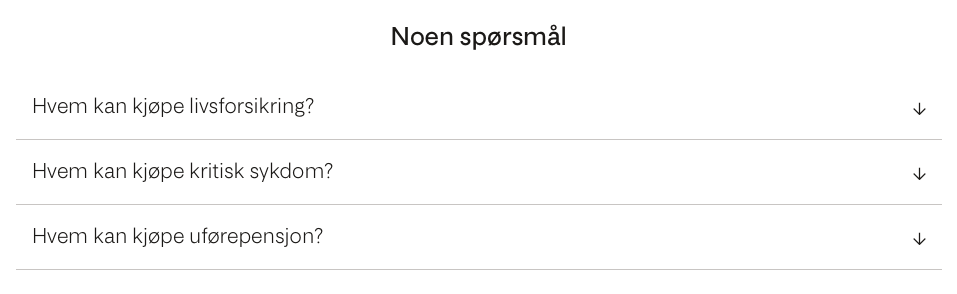 Noen spørsmål
Hvem kan kjøpe livsforsikring?
Hvem kan kjøpe kritisk sykdom?
Hvem kan kjøpe uførepensjon?